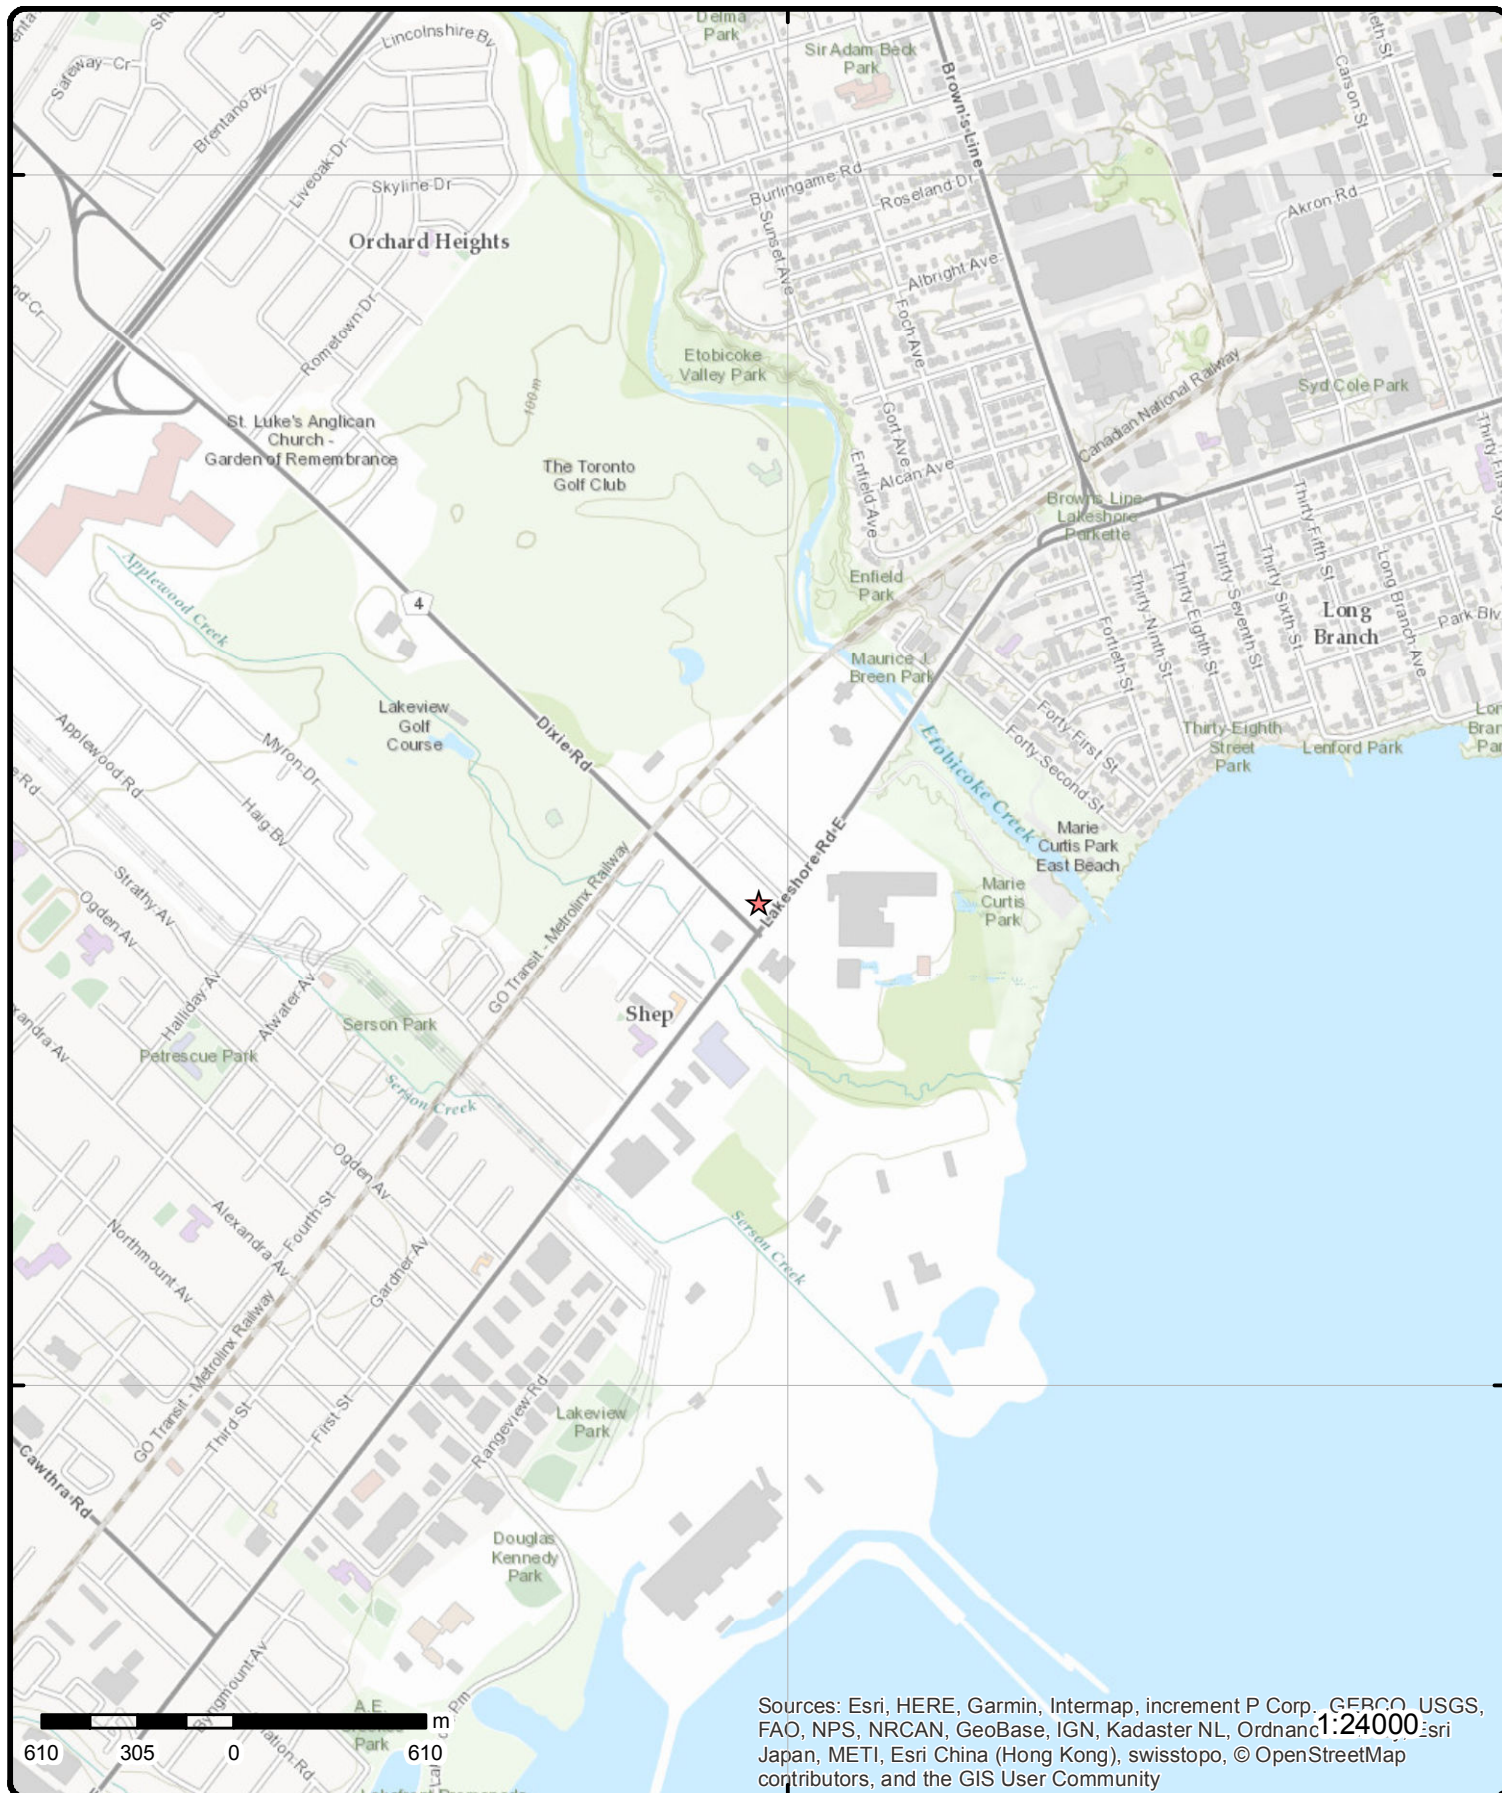 Delma
Park
Sir Adam Beck
Park
Lincolnshire Bv
Safeway Cr
Brentano Bv
Brown's Line
Carson St
Liveoak Dr
Skyline Dr
Burlingame Rd
Roseland Dr
Akron Rd
Orchard Heights
Sunset Ave
Albright Ave
Foch Ave
Rometown Dr
Etobicoke
Valley Park
100 m
Canadian National Railway
Syd Cole Park
St. Luke's Anglican
Church -
Garden of Remembrance
The Toronto
Golf Club
Gort Ave
Alcan Ave
Enfield Ave
Browns Line
Lakeshore
Parkette
Thirty Fifth St
Applewood Creek
4
Enfield
Park
Thirty Sixth St
Thirty Seventh St
Thirty Eighth St
Thirty Ninth St
Fortieth St
Long Branch Ave
Long
Branch
Park Blv
Maurice J.
Breen Park
Lakeview
Golf
Course
Dixie Rd
Etobicoke Creek
Forty First St
Forty Second St
Thirty-Eighth
Street
Park
Lenford Park
Applewood Rd
Myron Dr
Haig Bv
Marie
Curtis Park
East Beach
Lakeshore Rd E
Marie
Curtis
Park
Strathy Av
Ogden Av
GO Transit - Metrolinx Railway
Halliday Av
Atwater Av
Shep
Serson Park
Petrescue Park
Serson Creek
Ogden Av
Alexandra Av
Fourth St
Northmount Av
Gardner Av
Serson Creek
GO Transit - Metrolinx Railway
Third St
First St
Rangeview Rd
Lakeview
Park
Cawthra Rd
Douglas
Kennedy
Park
Byngmount Av
A.E.
Park
m
610 305 0 610
1:24000
Sources: Esri, HERE, Garmin, Intermap, increment P Corp., GEBCO, USGS,
FAO, NPS, NRCAN, GeoBase, IGN, Kadaster NL, Esri
Japan, METI, Esri China (Hong Kong), swisstopo, © OpenStreetMap
contributors, and the GIS User Community